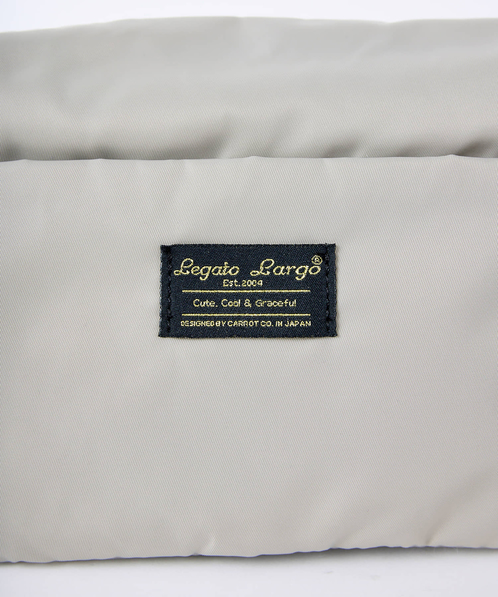 Legato Largo®
Est.2004
Cute, Cool & Graceful
DESIGNED BY CARROT CO. IN JAPAN